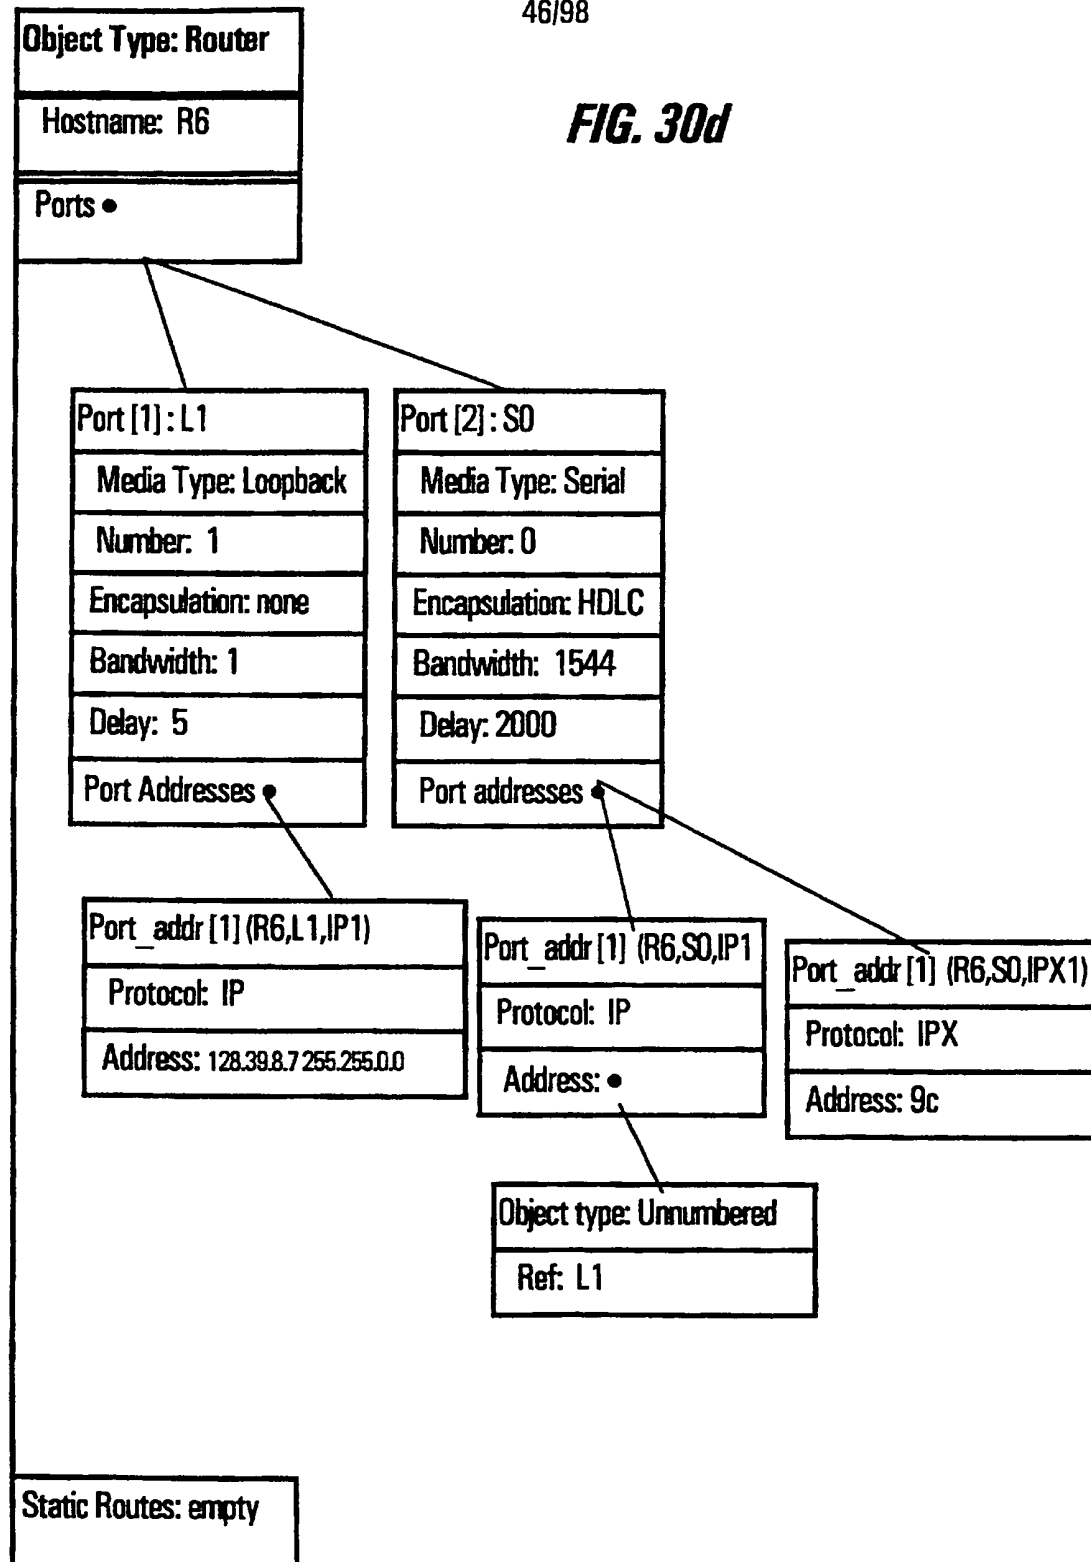 46/98
FIG. 30d
Object Type: Router
Hostname: R6
Ports
Port [1] : L1
Media Type: Loopback
Number: 1
Encapsulation: none
Bandwidth: 1
Delay: 5
Port Addresses
Port [2] : S0
Media Type: Serial
Number: 0
Encapsulation: HDLC
Bandwidth: 1544
Delay: 2000
Port addresses
Port_addr [1] (R6,L1,IP1)
Protocol: IP
Address: 128.39.8.7 255.255.0.0
Port_addr [1] (R6,S0,IP1
Protocol: IP
Address:
Port_addr [1] (R6,S0,IPX1)
Protocol: IPX
Address: 9c
Object type: Unnumbered
Ref: L1
Static Routes: empty